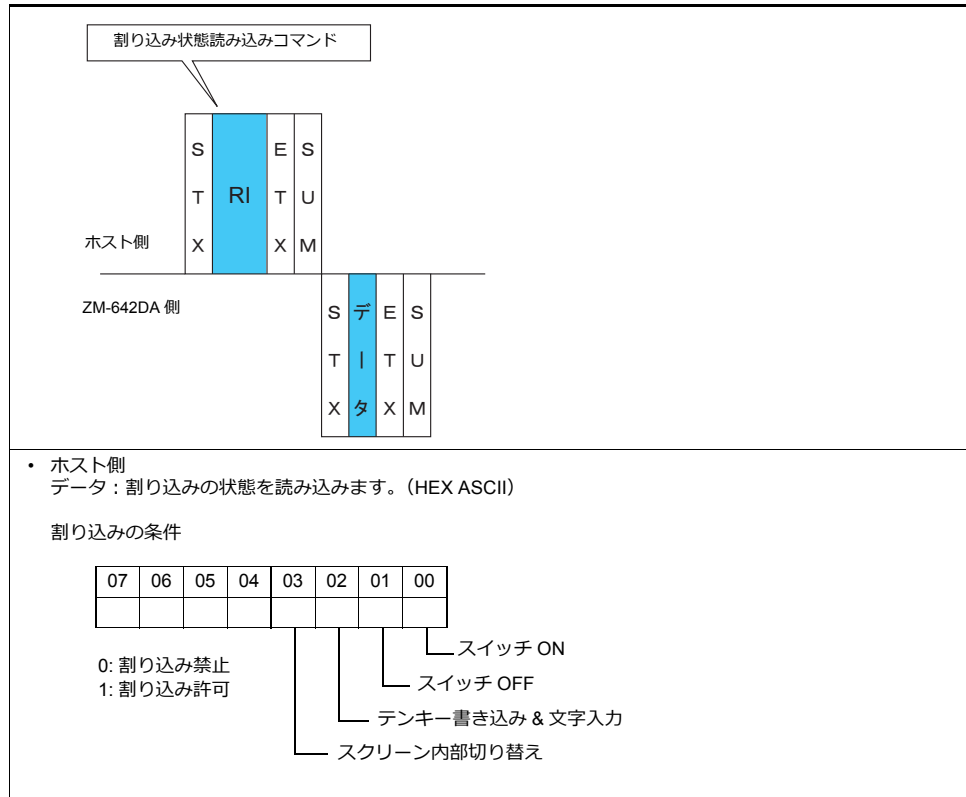 割り込み状態読み込みコマンド
S
T
X
RI
E
T
X
S
U
M
ホスト側
ZM-642DA 側
S
T
X
データ
E
T
X
S
U
M
• ホスト側
データ：割り込みの状態を読み込みます。（HEX ASCII）
割り込みの条件
07 06 05 04 03 02 01 00
0: 割り込み禁止
1: 割り込み許可
スイッチ ON
スイッチ OFF
テンキー書き込み & 文字入力
スクリーン内部切り替え